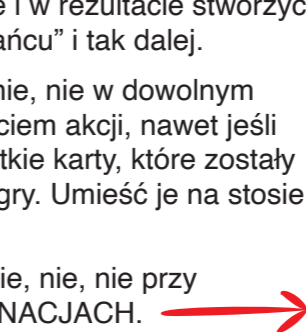 e i w rezultacie stworzyć
ańcu” i tak dalej.
nie, nie w dowolnym
ciem akcji, nawet jeśli
tkie karty, które zostały
gry. Umieść je na stosie
ie, nie, nie przy
NACJACH.